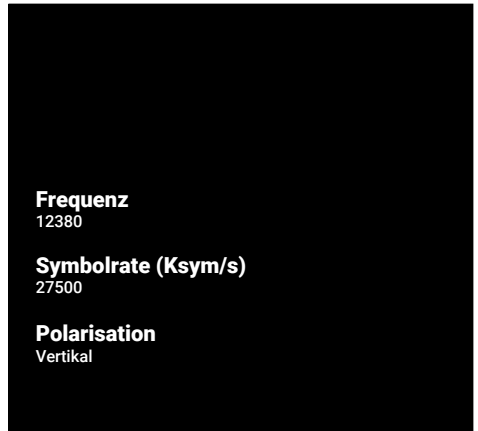 Frequenz
12380
Symbolrate (Ksym/s)
27500
Polarisation
Vertikal